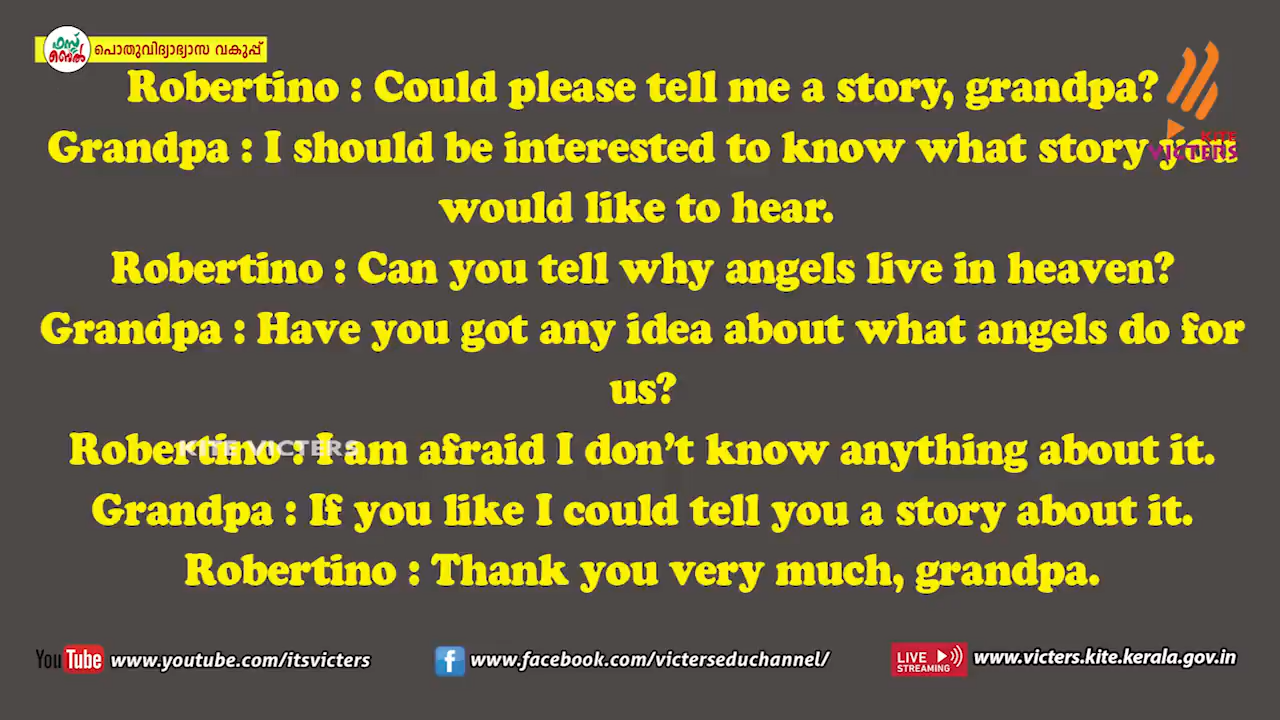 ഫസ്റ്റ് ബെൽ
പൊതുവിദ്യാഭ്യാസ വകുപ്പ്
Robertino : Could please tell me a story, grandpa?
Grandpa : I should be interested to know what story you
would like to hear.
KITE VICTERS
Robertino : Can you tell why angels live in heaven?
Grandpa : Have you got any idea about what angels do for
us?
Robertino : I am afraid I don't know anything about it.
KITE VICTERS
Grandpa : If you like I could tell you a story about it.
Robertino : Thank you very much, grandpa.
YouTube www.youtube.com/itsvicters
f www.facebook.com/victerseduchannel/
LIVE STREAMING www.victers.kite.kerala.gov.in